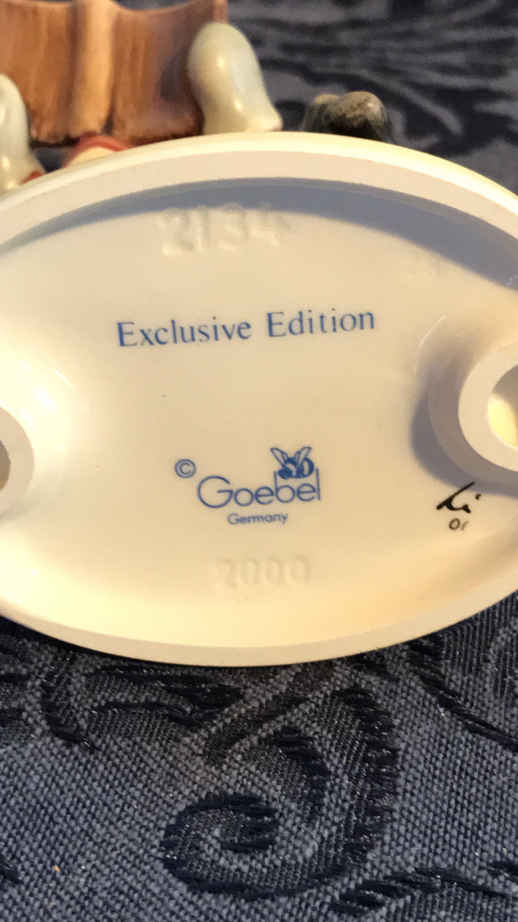 2134
Exclusive Edition
© Goebel
Germany
2000